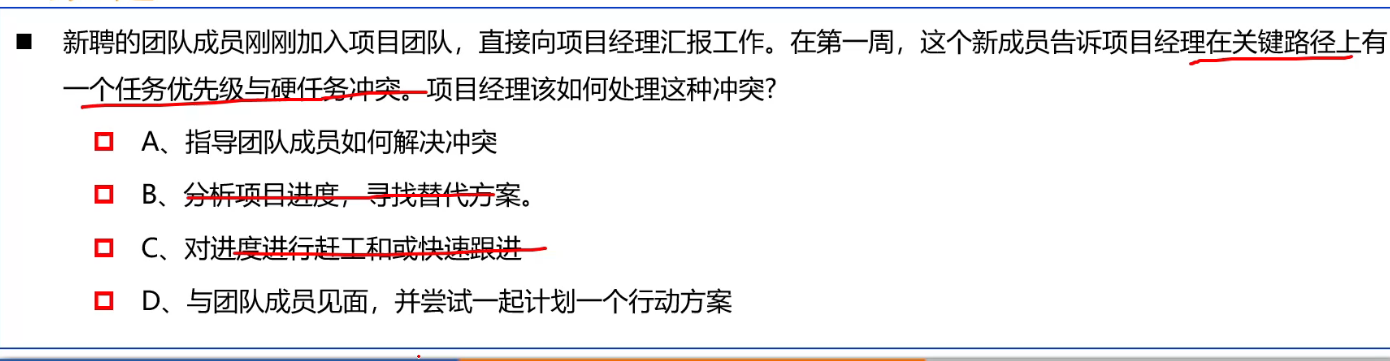 新聘的团队成员刚刚加入项目团队，直接向项目经理汇报工作。在第一周，这个新成员告诉项目经理在关键路径上有
一个任务优先级与硬任务冲突。项目经理该如何处理这种冲突？
A、指导团队成员如何解决冲突
B、分析项目进度，寻找替代方案。
C、对进度进行赶工和或快速跟进
D、与团队成员见面，并尝试一起计划一个行动方案